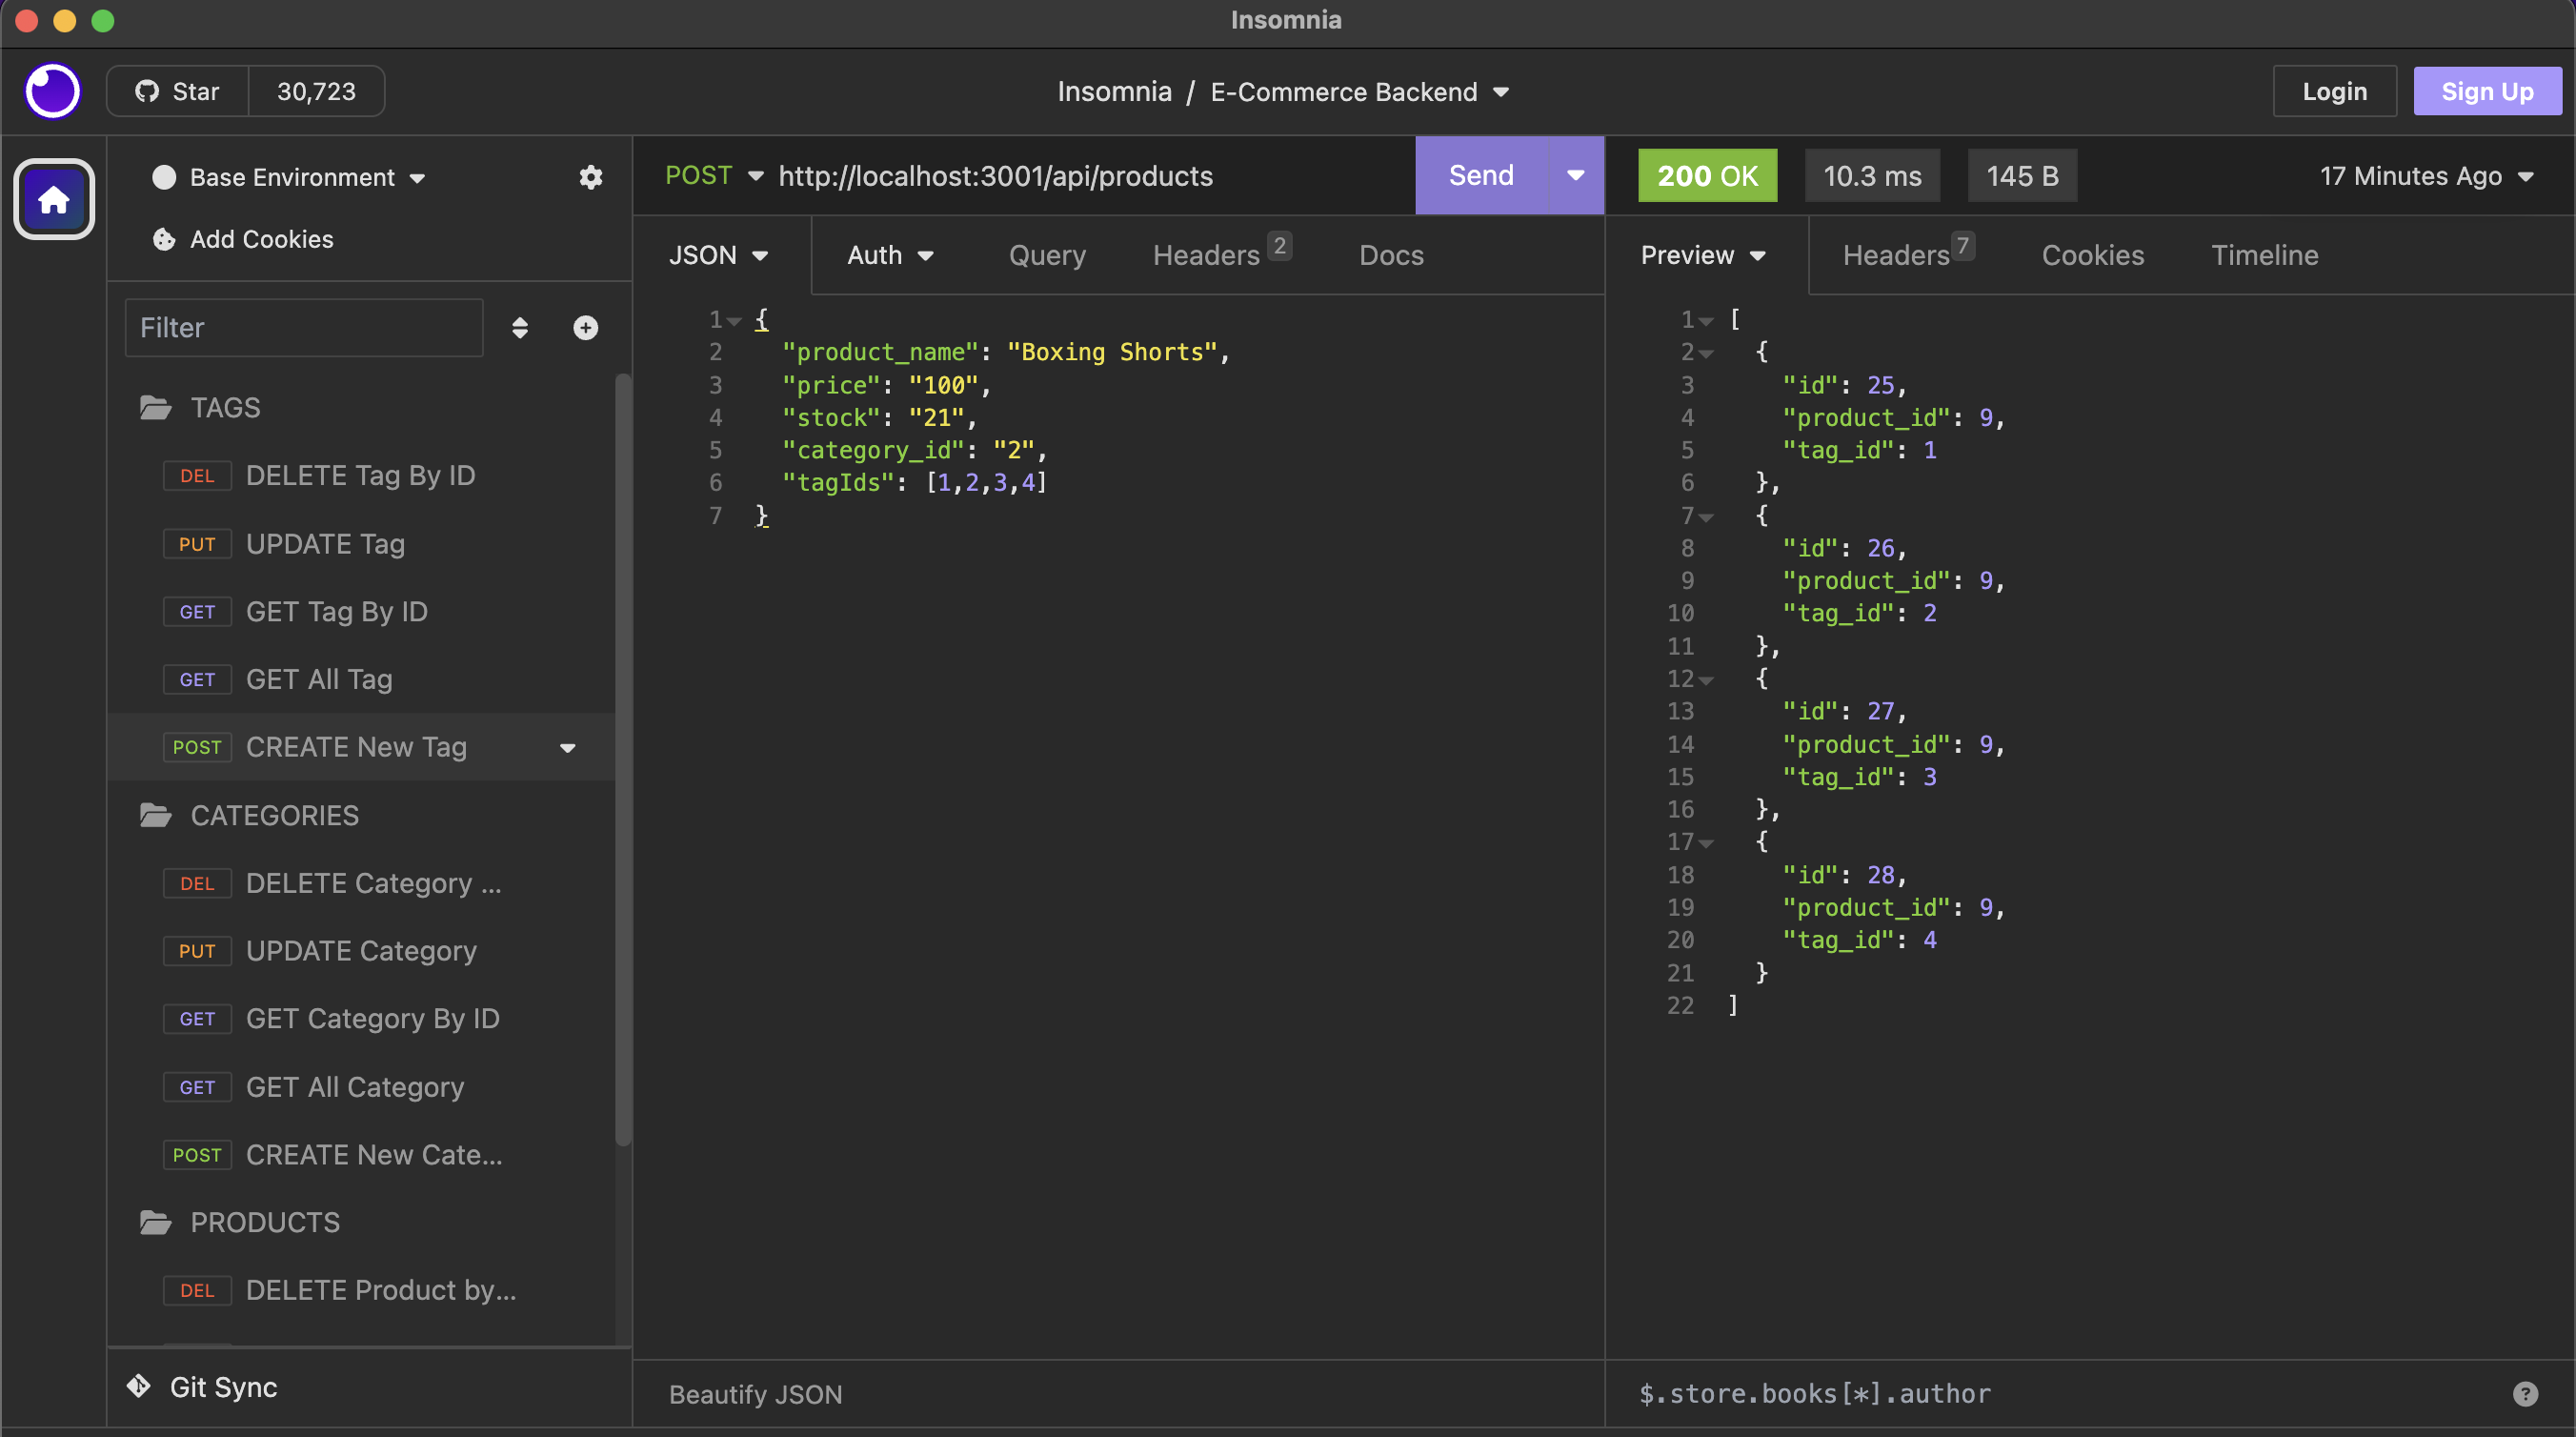 Insomnia
Star 30,723
Insomnia / E-Commerce Backend
Login
Sign Up
Base Environment
Add Cookies
Filter
TAGS
DEL DELETE Tag By ID
PUT UPDATE Tag
GET GET Tag By ID
GET GET All Tag
POST CREATE New Tag
CATEGORIES
DEL DELETE Category ...
PUT UPDATE Category
GET GET Category By ID
GET GET All Category
POST CREATE New Cate...
PRODUCTS
DEL DELETE Product by...
Git Sync
POST http://localhost:3001/api/products Send
JSON Auth Query Headers 2 Docs
1 {
2 "product_name": "Boxing Shorts",
3 "price": "100",
4 "stock": "21",
5 "category_id": "2",
6 "tagIds": [1,2,3,4]
7 }
Beautify JSON
200 OK 10.3 ms 145 B 17 Minutes Ago
Preview Headers 7 Cookies Timeline
1 [
2 {
3 "id": 25,
4 "product_id": 9,
5 "tag_id": 1
6 },
7 {
8 "id": 26,
9 "product_id": 9,
10 "tag_id": 2
11 },
12 {
13 "id": 27,
14 "product_id": 9,
15 "tag_id": 3
16 },
17 {
18 "id": 28,
19 "product_id": 9,
20 "tag_id": 4
21 }
22 ]
$.store.books[*].author
?